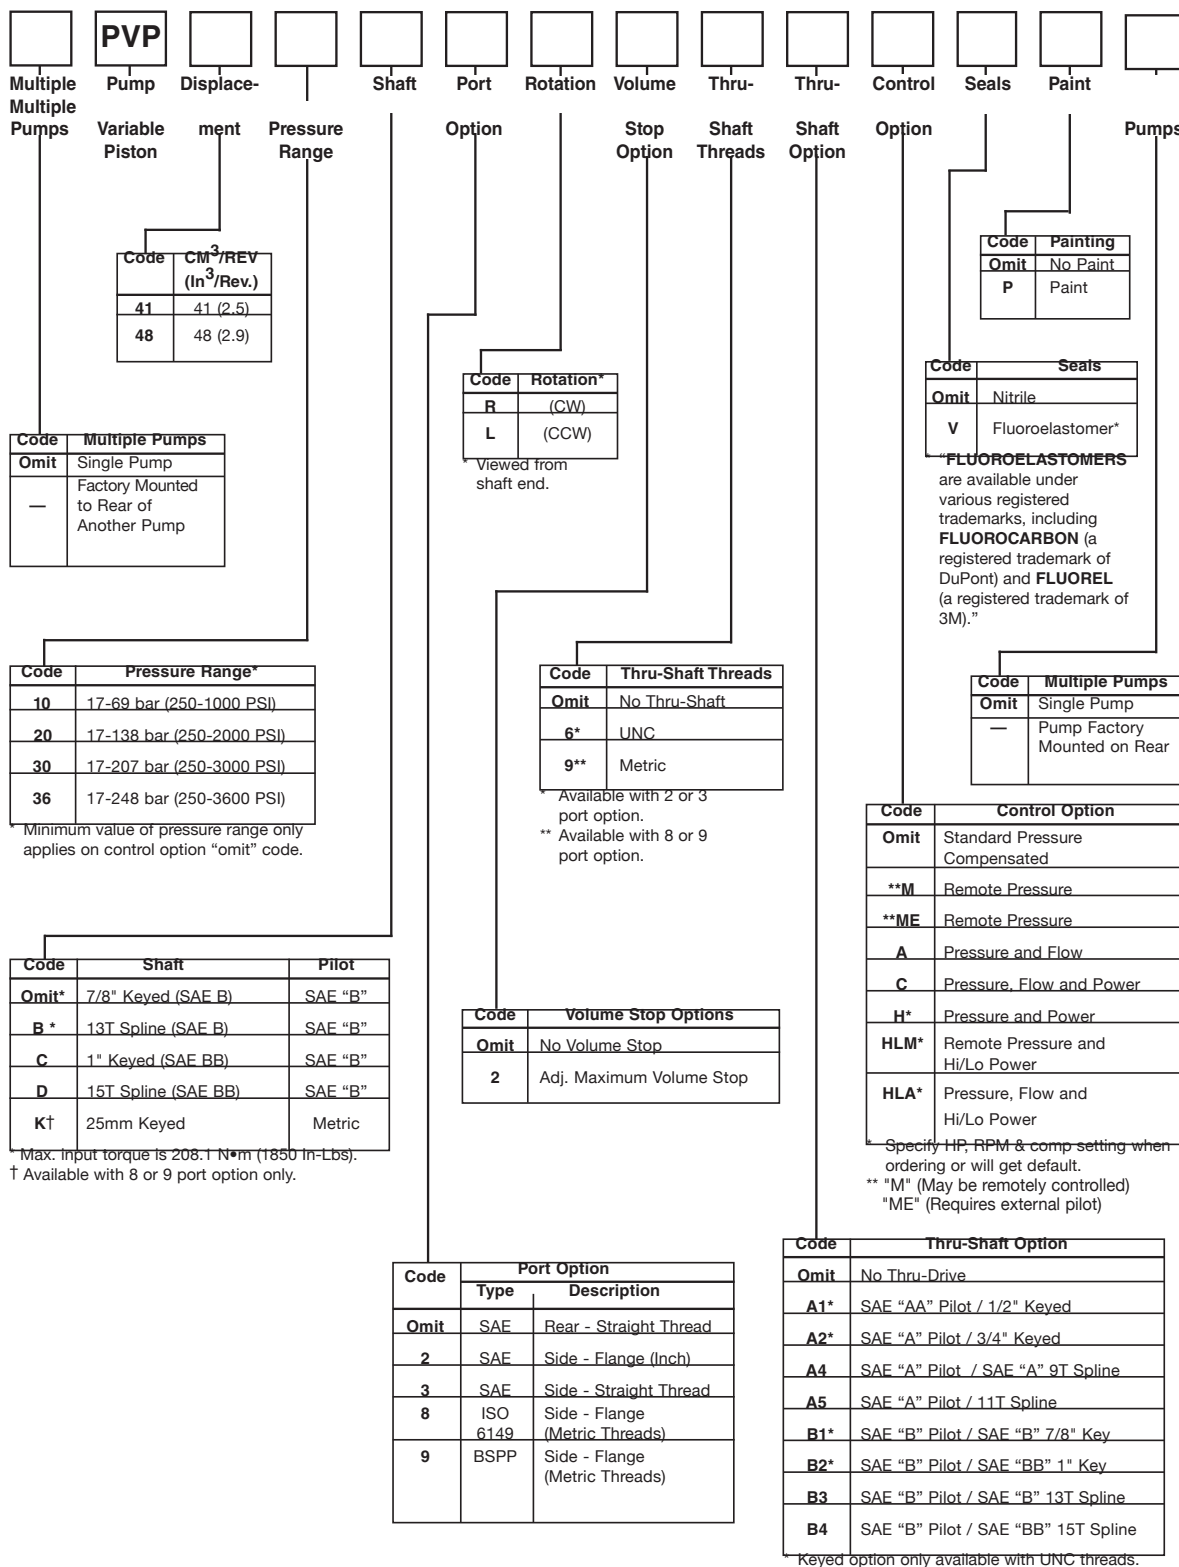 PVP
Multiple Pump Displace- Shaft Port Rotation Volume Thru- Thru- Control Seals Paint
Multiple
Pumps Variable ment Pressure Option Stop Shaft Shaft Option Pumps
Piston Range Option Threads Option
Code CM3/REV
(In3/Rev.)
41 41 (2.5)
48 48 (2.9)
Code Painting
Omit No Paint
P Paint
Code Rotation*
R (CW)
L (CCW)
* Viewed from
shaft end.
Code Seals
Omit Nitrile
V Fluoroelastomer*
* “FLUOROELASTOMERS
are available under
various registered
trademarks, including
FLUOROCARBON (a
registered trademark of
DuPont) and FLUOREL
(a registered trademark of
3M).”
Code Multiple Pumps
Omit Single Pump
— Factory Mounted
to Rear of
Another Pump
Code Pressure Range*
10 17-69 bar (250-1000 PSI)
20 17-138 bar (250-2000 PSI)
30 17-207 bar (250-3000 PSI)
36 17-248 bar (250-3600 PSI)
* Minimum value of pressure range only
applies on control option “omit” code.
Code Thru-Shaft Threads
Omit No Thru-Shaft
6* UNC
9** Metric
* Available with 2 or 3
port option.
** Available with 8 or 9
port option.
Code Multiple Pumps
Omit Single Pump
— Pump Factory
Mounted on Rear
Code Control Option
Omit Standard Pressure
Compensated
**M Remote Pressure
**ME Remote Pressure
A Pressure and Flow
C Pressure, Flow and Power
H* Pressure and Power
HLM* Remote Pressure and
Hi/Lo Power
HLA* Pressure, Flow and
Hi/Lo Power
* Specify HP, RPM & comp setting when
ordering or will get default.
** "M" (May be remotely controlled)
"ME" (Requires external pilot)
Code Shaft Pilot
Omit* 7/8" Keyed (SAE B) SAE “B”
B * 13T Spline (SAE B) SAE “B”
C 1" Keyed (SAE BB) SAE “B”
D 15T Spline (SAE BB) SAE “B”
K† 25mm Keyed Metric
* Max. input torque is 208.1 N•m (1850 In-Lbs).
† Available with 8 or 9 port option only.
Code Volume Stop Options
Omit No Volume Stop
2 Adj. Maximum Volume Stop
Code Port Option
Type Description
Omit SAE Rear - Straight Thread
2 SAE Side - Flange (Inch)
3 SAE Side - Straight Thread
8 ISO Side - Flange
6149 (Metric Threads)
9 BSPP Side - Flange
(Metric Threads)
Code Thru-Shaft Option
Omit No Thru-Drive
A1* SAE “AA” Pilot / 1/2" Keyed
A2* SAE “A” Pilot / 3/4" Keyed
A4 SAE “A” Pilot / SAE “A” 9T Spline
A5 SAE “A” Pilot / 11T Spline
B1* SAE “B” Pilot / SAE “B” 7/8" Key
B2* SAE “B” Pilot / SAE “BB” 1" Key
B3 SAE “B” Pilot / SAE “B” 13T Spline
B4 SAE “B” Pilot / SAE “BB” 15T Spline
* Keyed option only available with UNC threads.